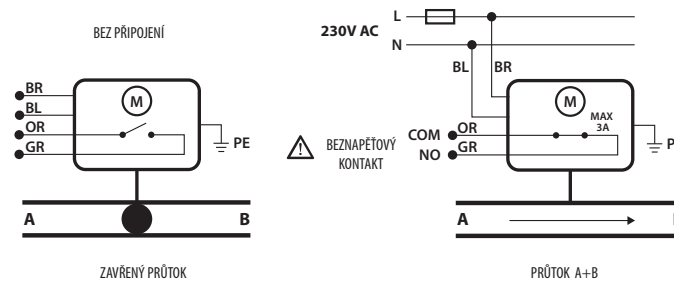 BEZ PŘIPOJENÍ
BR
BL
OR
GR
M
PE
A
B
ZAVŘENÝ PRŮTOK
L
230V AC
N
BL
BR
M
MAX
3A
BEZNAPĚŤOVÝ
KONTAKT
COM
OR
NO
GR
P
A
PRŮTOK A+B